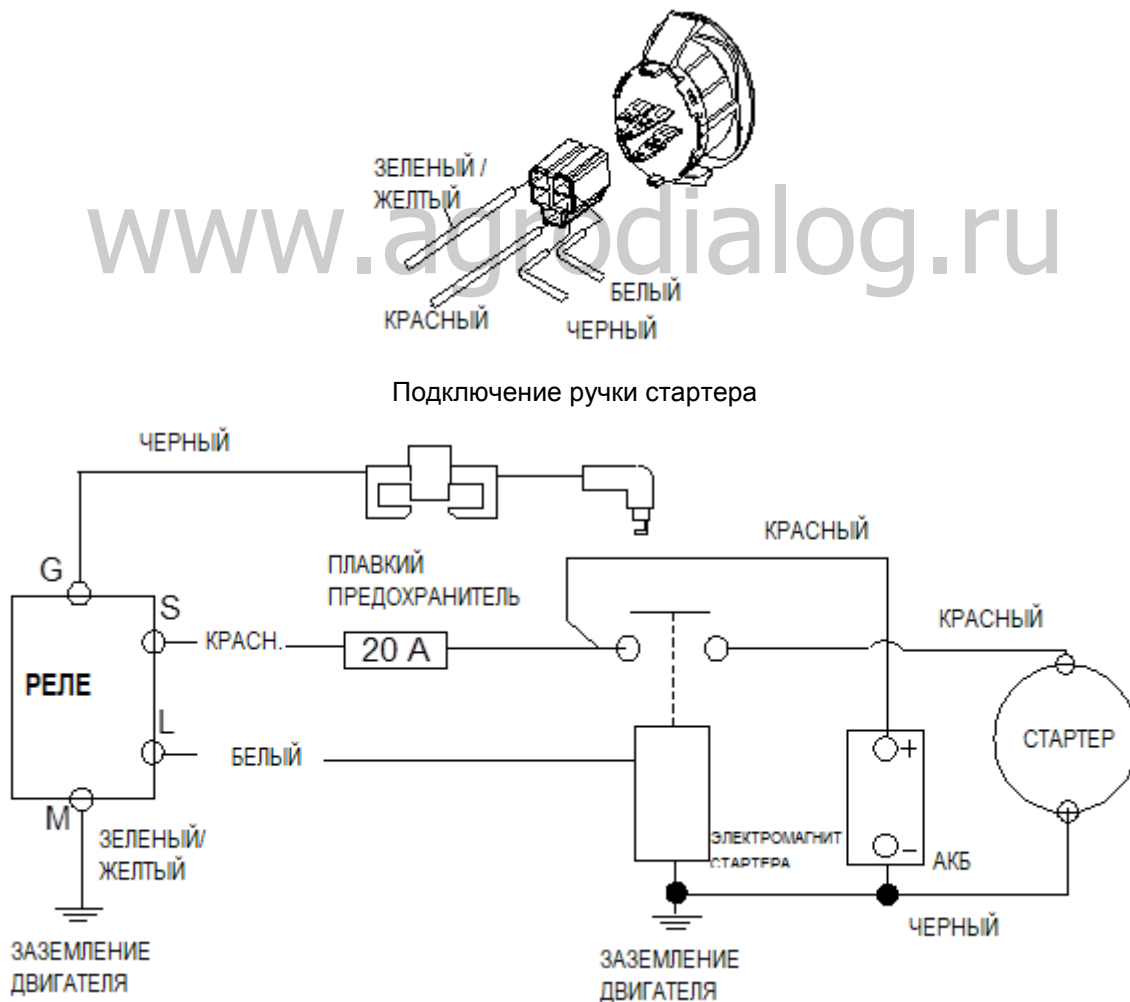 ЗЕЛЕНЫЙ /
ЖЕЛТЫЙ
www.agrodialog.ru
БЕЛЫЙ
КРАСНЫЙ
ЧЕРНЫЙ
Подключение ручки стартера
ЧЕРНЫЙ
КРАСНЫЙ
G
ПЛАВКИЙ
ПРЕДОХРАНИТЕЛЬ
S
КРАСНЫЙ
КРАСН.
20 А
РЕЛЕ
L
СТАРТЕР
БЕЛЫЙ
+
M
ЗЕЛЕНЫЙ/
ЖЕЛТЫЙ
ЭЛЕКТРОМАГНИТ
СТАРТЕРА
–
АКБ
ЧЕРНЫЙ
ЗАЗЕМЛЕНИЕ
ДВИГАТЕЛЯ
ЗАЗЕМЛЕНИЕ
ДВИГАТЕЛЯ